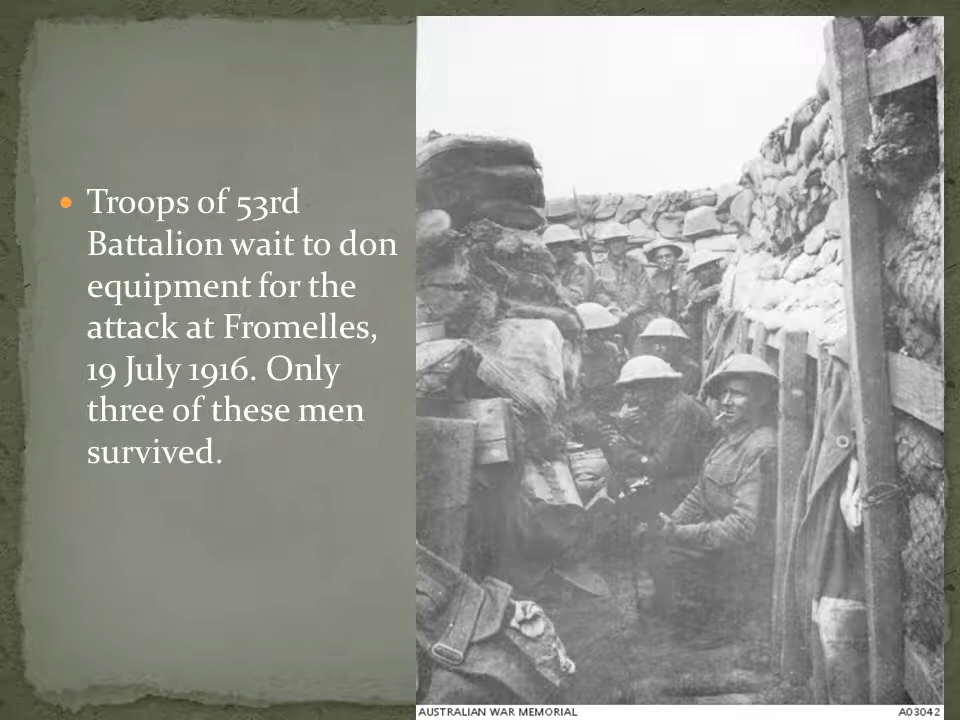 Troops of 53rd
Battalion wait to don
equipment for the
attack at Fromelles,
19 July 1916. Only
three of these men
survived.
AUSTRALIAN WAR MEMORIAL A03042